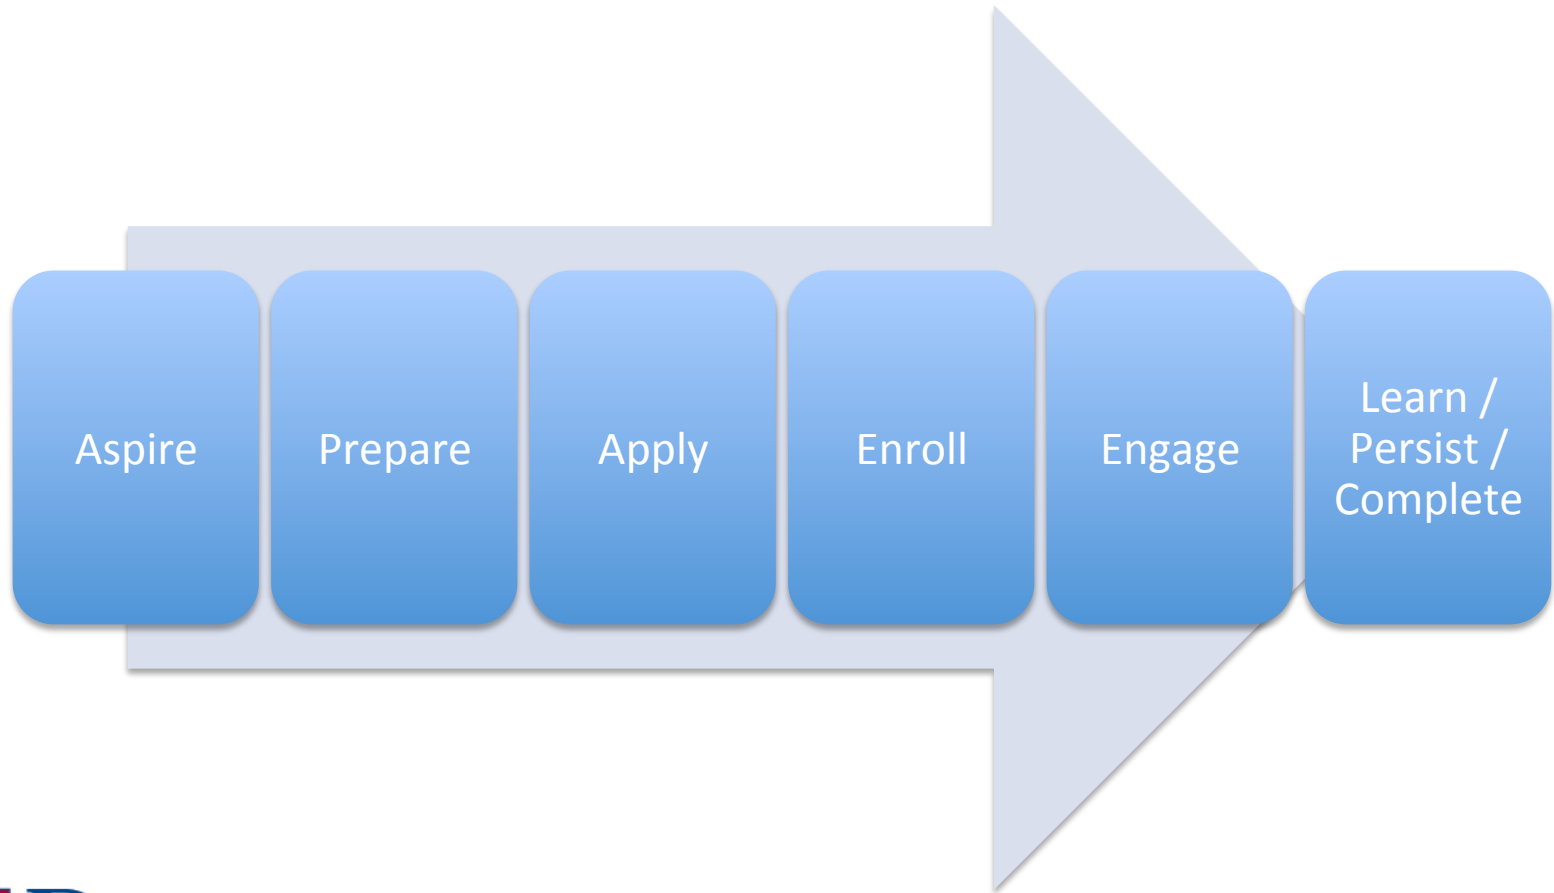 Aspire
Prepare
Apply
Enroll
Engage
Learn /
Persist /
Complete